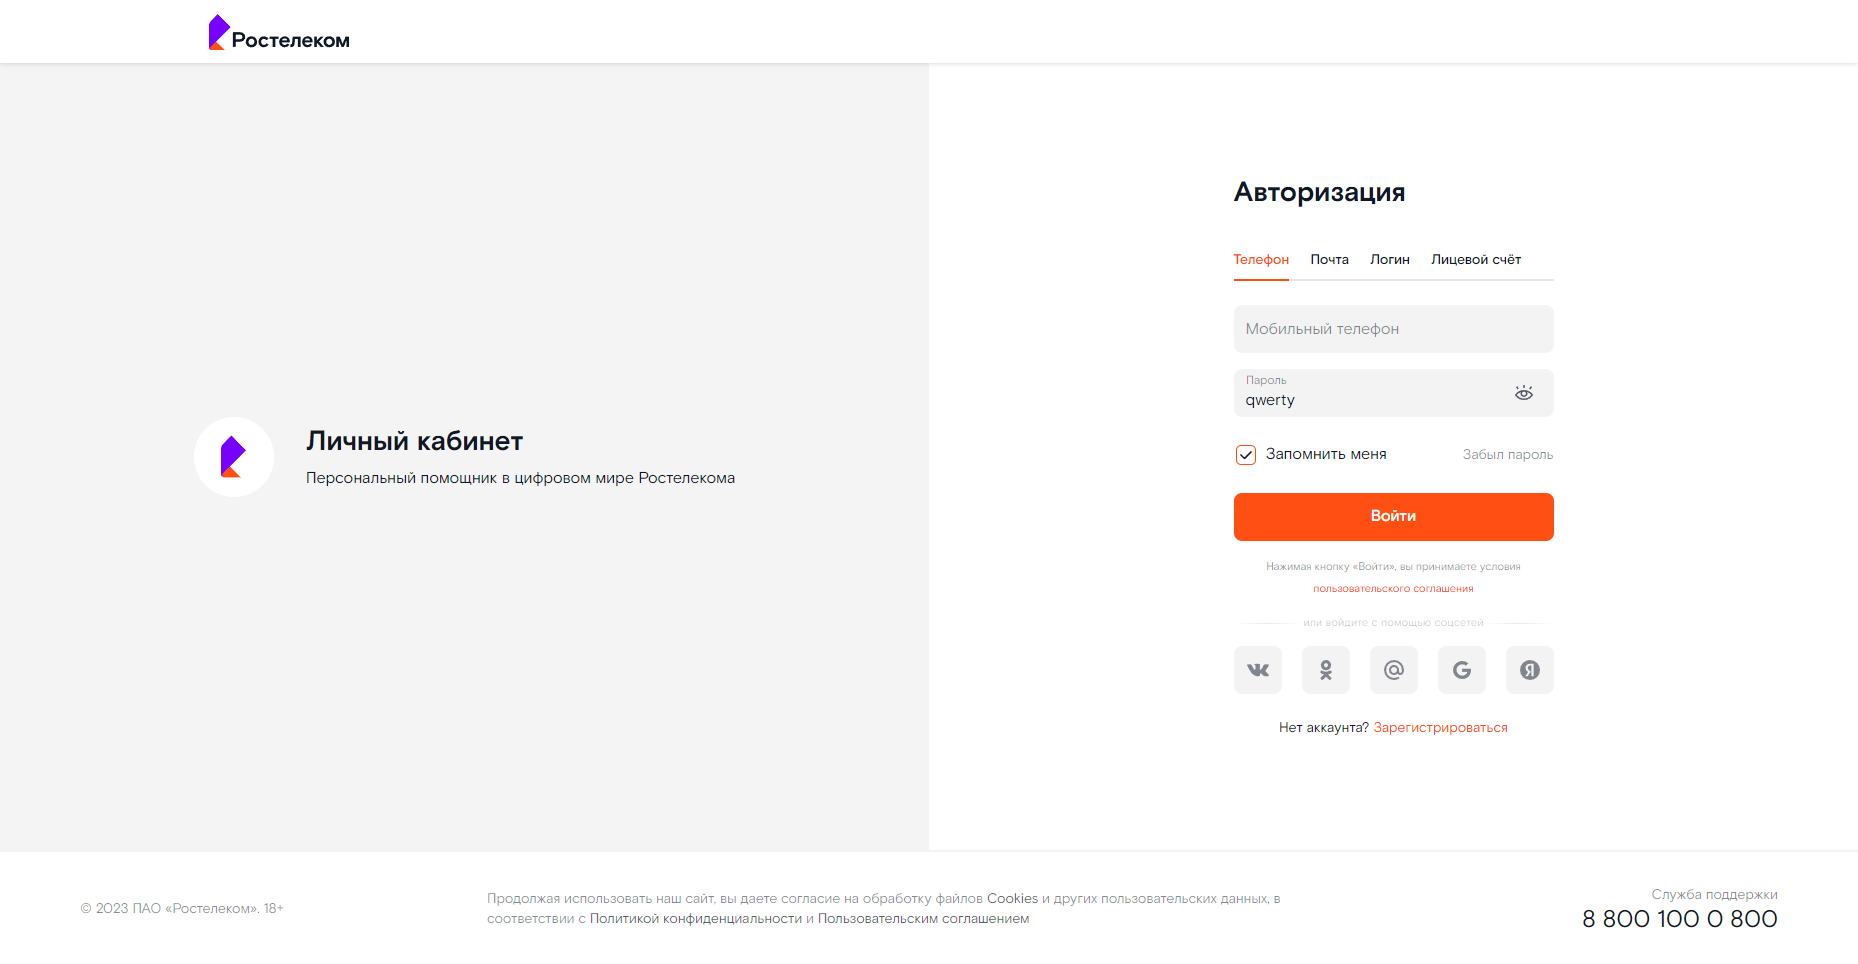 Ростелеком
Личный кабинет
Персональный помощник в цифровом мире Ростелекома
Авторизация
Телефон Почта Логин Лицевой счёт
Мобильный телефон
Пароль
qwerty
Запомнить меня Забыл пароль
Войти
Нажимая кнопку «Войти», вы принимаете условия
пользовательского соглашения
или войдите с помощью соцсетей
Нет аккаунта? Зарегистрироваться
© 2023 ПАО «Ростелеком». 18+
Продолжая использовать наш сайт, вы даете согласие на обработку файлов Cookies и других пользовательских данных, в
соответствии с Политикой конфиденциальности и Пользовательским соглашением
Служба поддержки
8 800 100 0 800